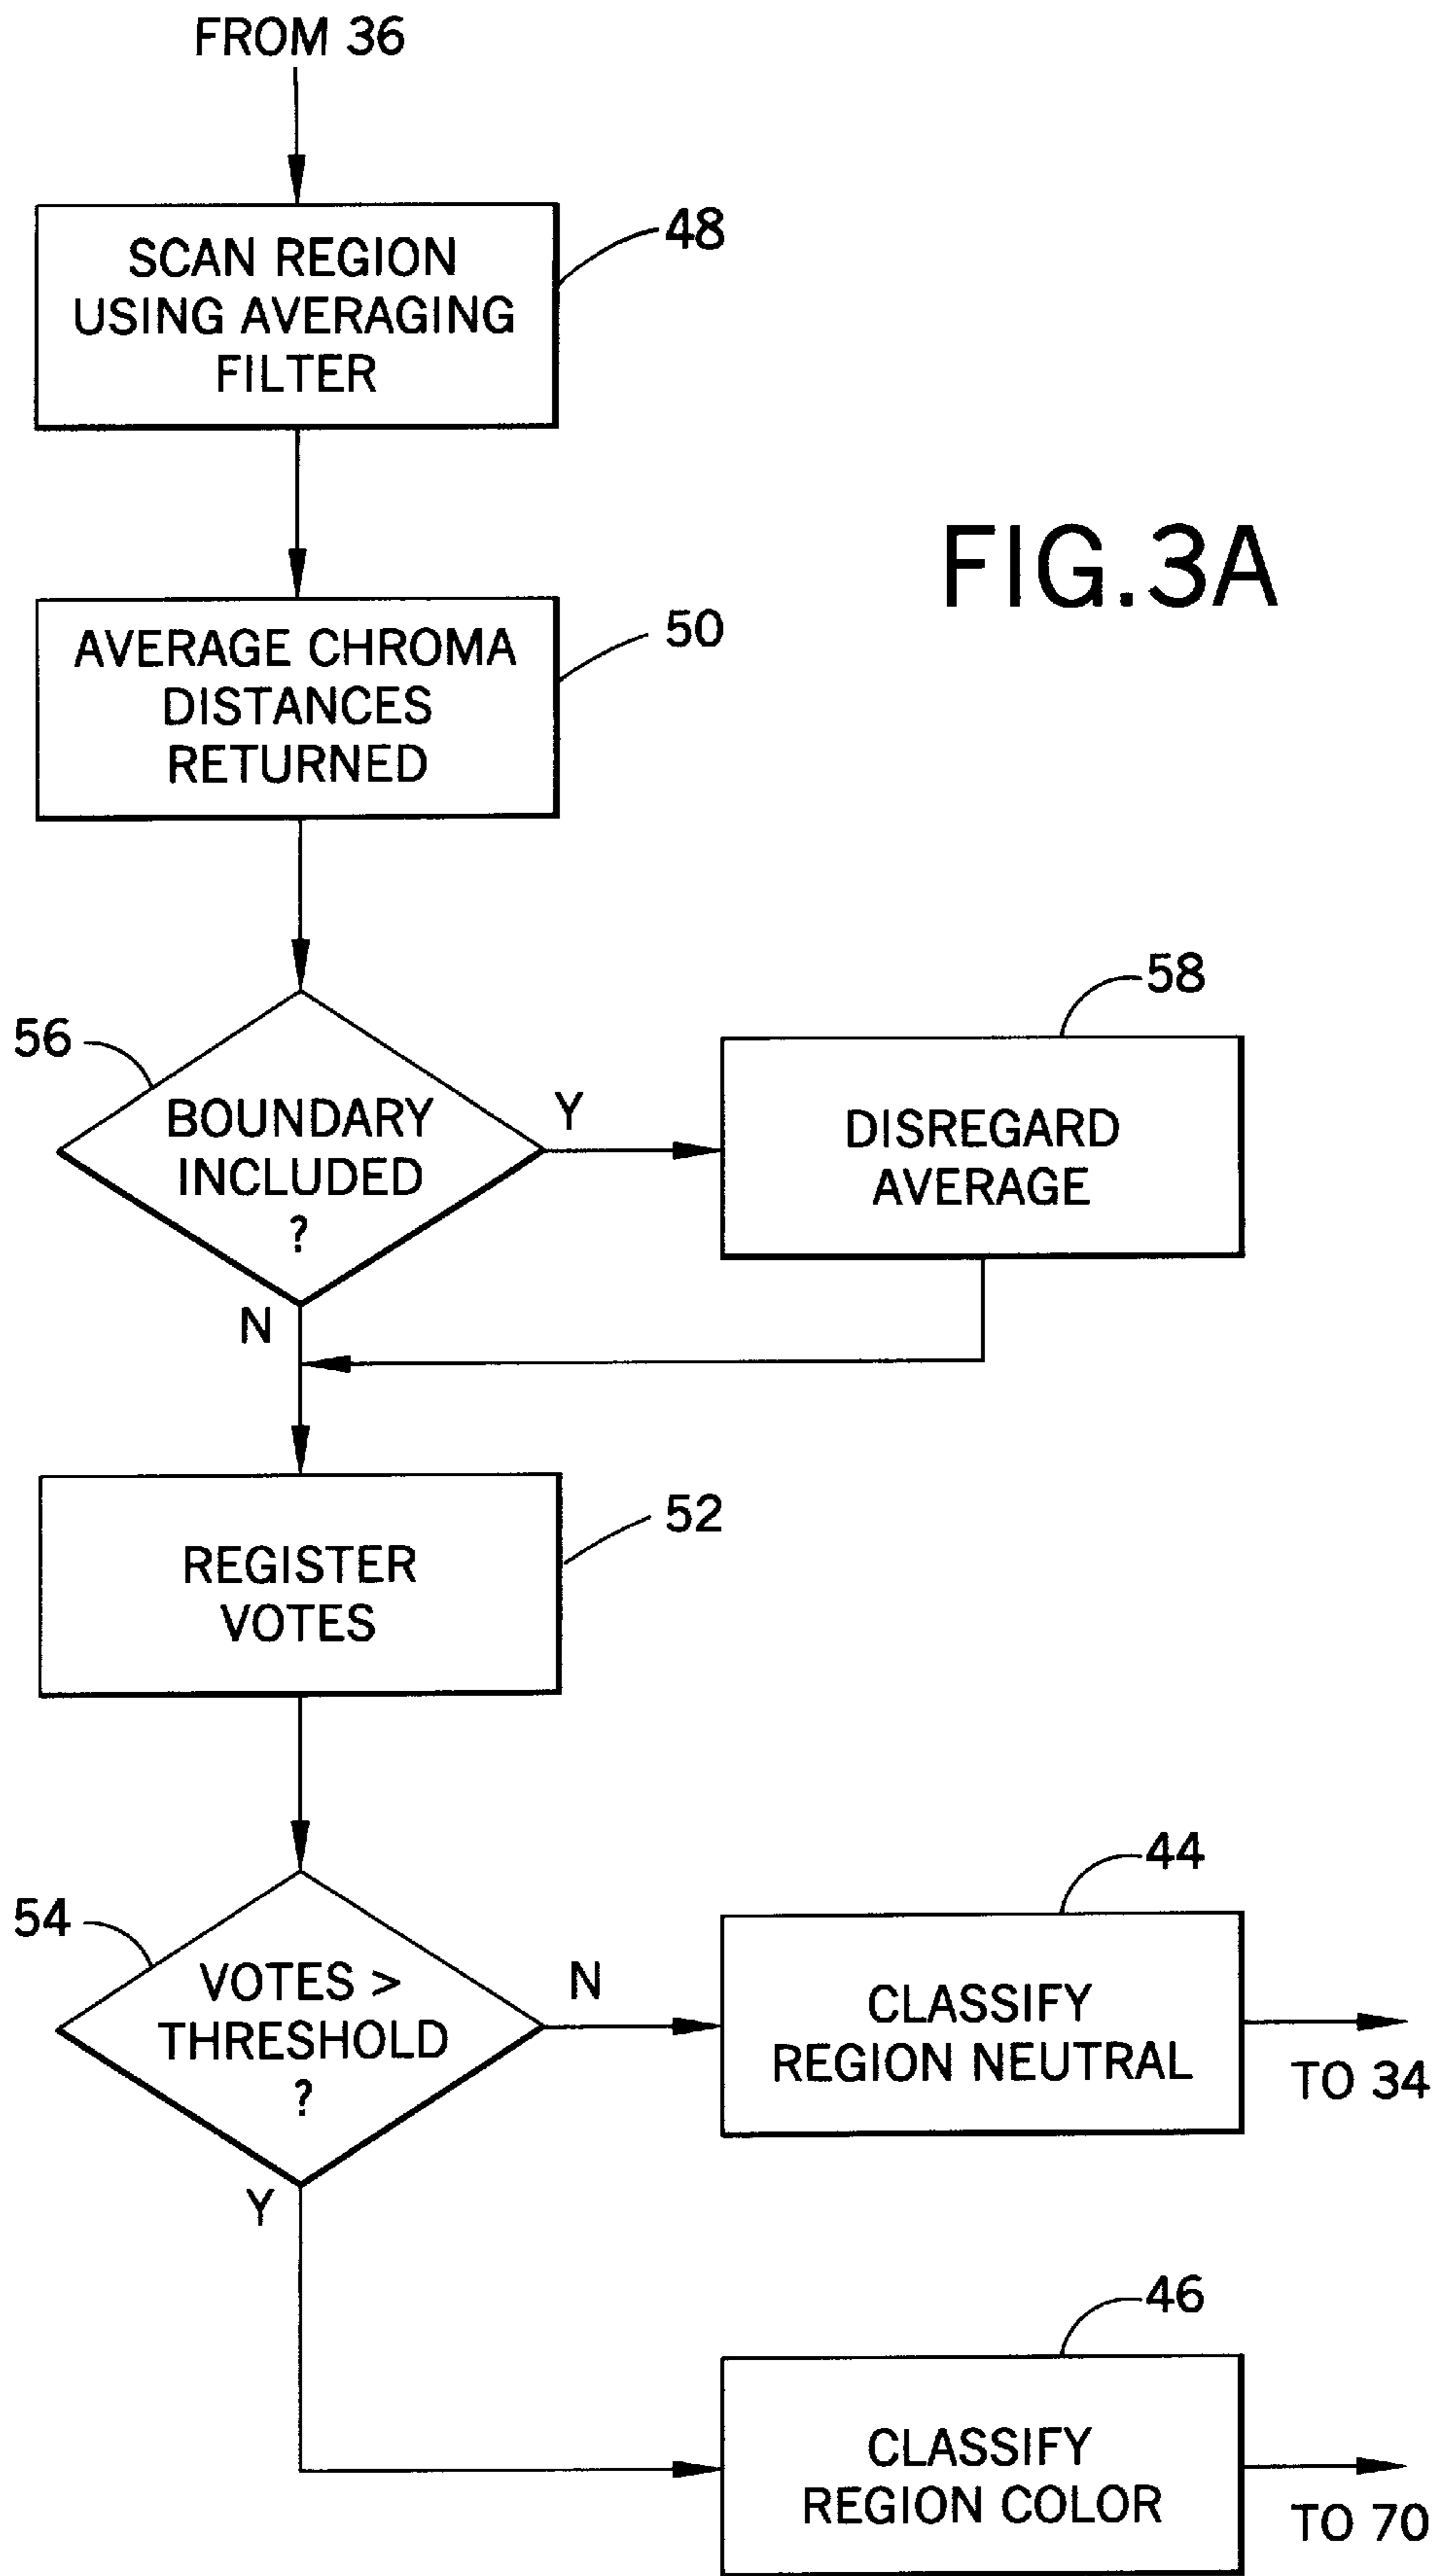 FROM 36
SCAN REGION
USING AVERAGING
FILTER
48
FIG.3A
AVERAGE CHROMA
DISTANCES
RETURNED
50
56
BOUNDARY
INCLUDED
?
Y
N
58
DISREGARD
AVERAGE
REGISTER
VOTES
52
54
VOTES >
THRESHOLD
?
N
Y
44
CLASSIFY
REGION NEUTRAL
TO 34
46
CLASSIFY
REGION COLOR
TO 70